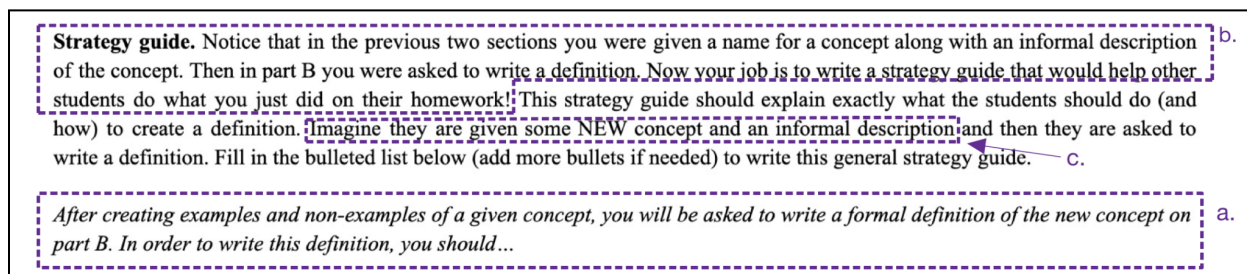 Strategy guide. Notice that in the previous two sections you were given a name for a concept along with an informal description
b.
of the concept. Then in part B you were asked to write a definition. Now your job is to write a strategy guide that would help other
students do what you just did on their homework! This strategy guide should explain exactly what the students should do (and
how) to create a definition. Imagine they are given some NEW concept and an informal description and then they are asked to
write a definition. Fill in the bulleted list below (add more bullets if needed) to write this general strategy guide.
c.
After creating examples and non-examples of a given concept, you will be asked to write a formal definition of the new concept on
a.
part B. In order to write this definition, you should…